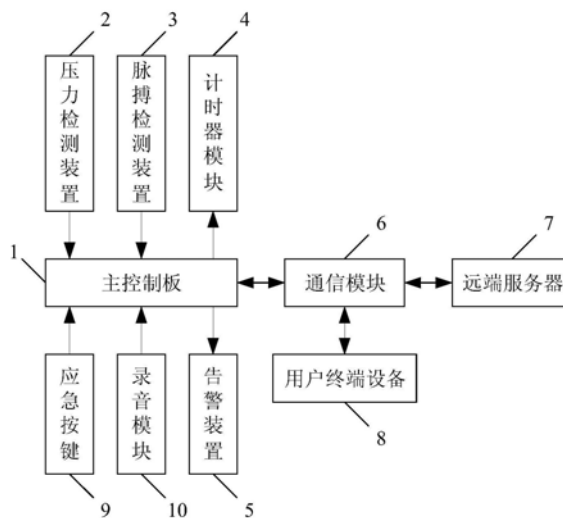 2
3
4
压力检测装置
脉搏检测装置
计时器模块
1
6
7
主控制板
通信模块
远端服务器
应急按键
录音模块
告警装置
用户终端设备
8
9
10
5